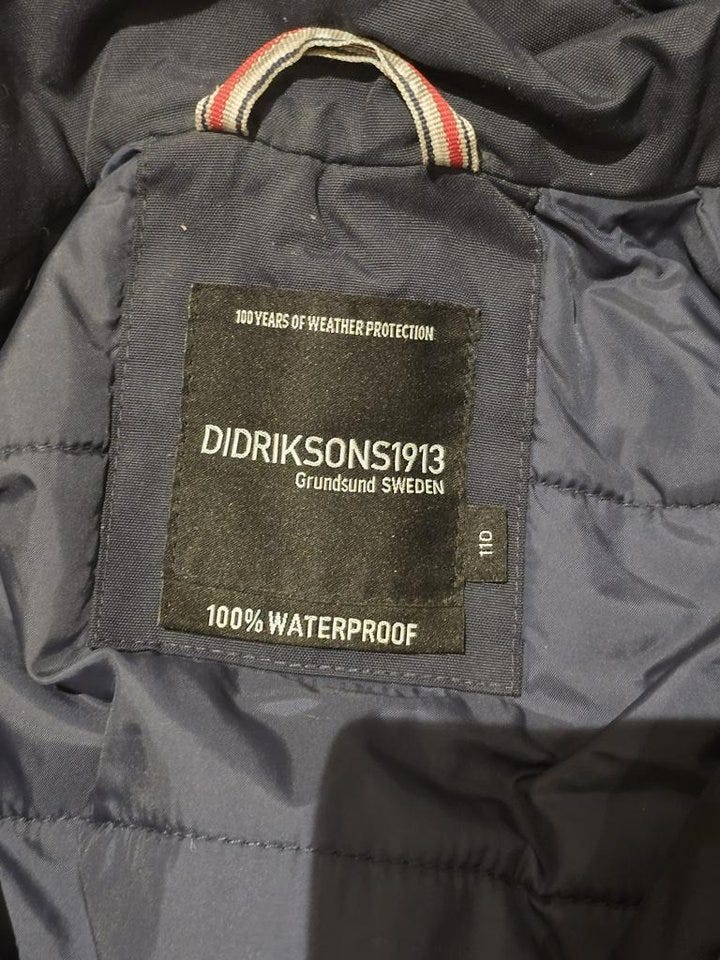 100 YEARS OF WEATHER PROTECTION
DIDRIKSONS1913
Grundsund SWEDEN
110
100% WATERPROOF